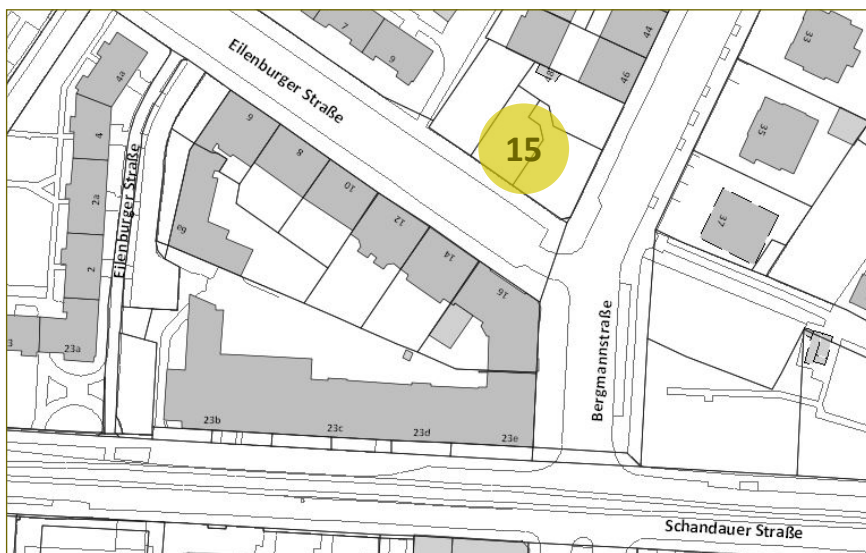 7
9
44
33
4a
48
46
Eilenburger Straße
6
15
35
4
8
2a
10
Eilenburger Straße
6a
12
37
2
14
16
3
23a
Bergmannstraße
23b
23c
23d
23e
Schandauer Straße